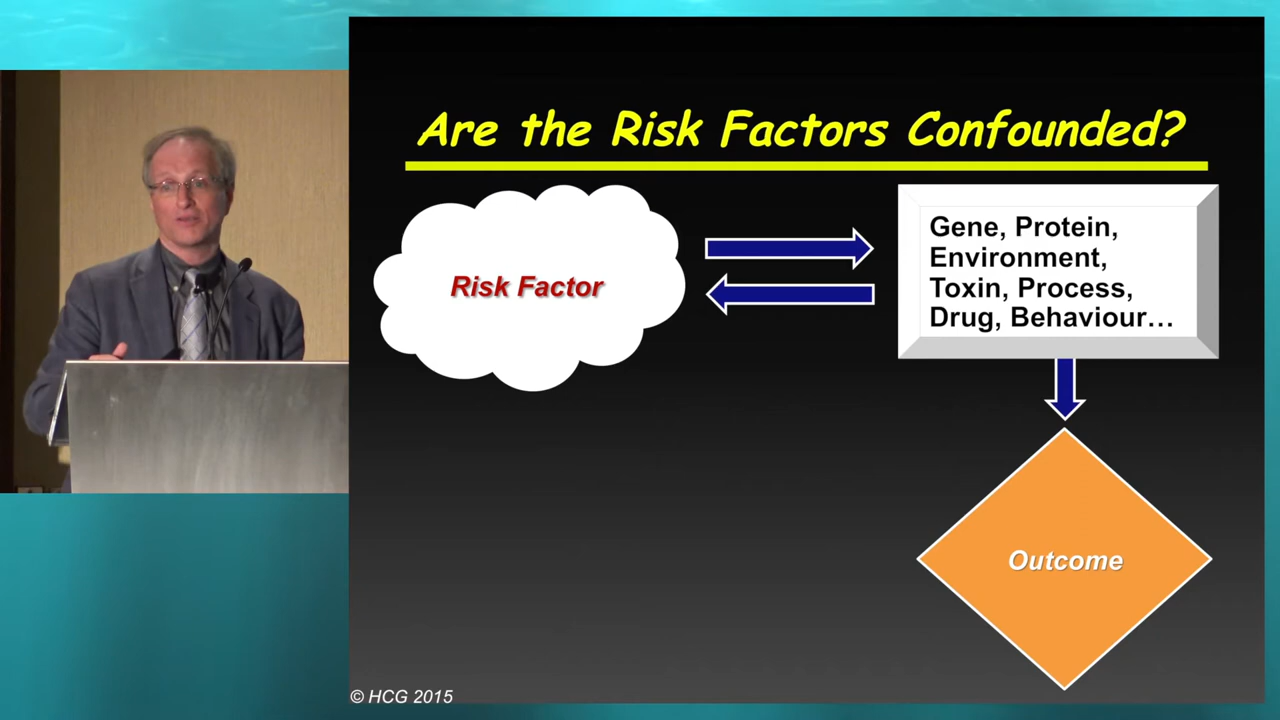 Are the Risk Factors Confounded?
Risk Factor
Gene, Protein,
Environment,
Toxin, Process,
Drug, Behaviour…
Outcome
© HCG 2015